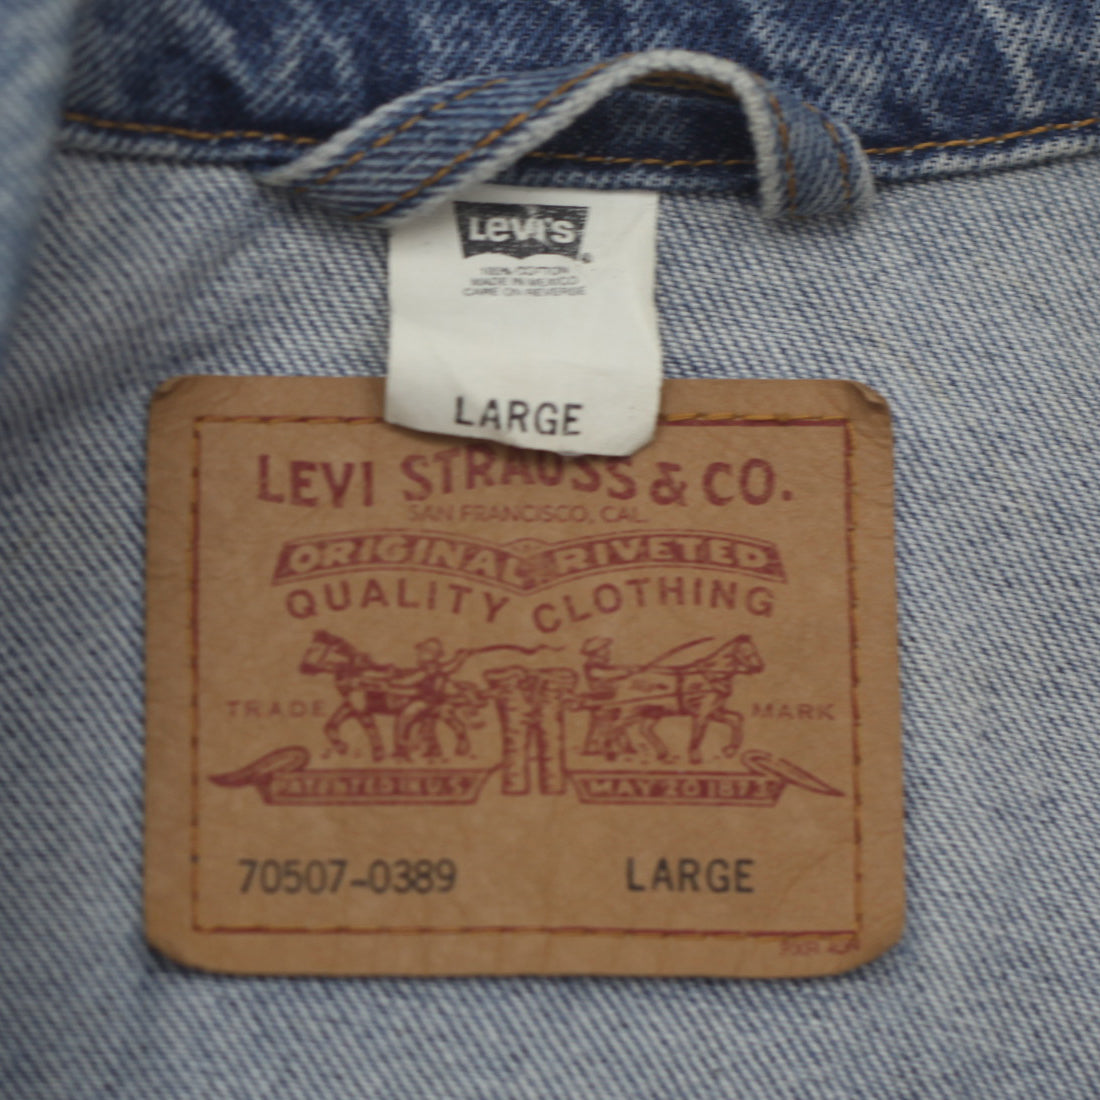 LEVI'S
®
100% COTTON
MADE IN MEXICO
CARE ON REVERSE
LARGE
LEVI STRAUSS & CO.
SAN FRANCISCO, CAL.
ORIGINAL RIVETED
QUALITY CLOTHING
TRADE MARK
PATENTED IN U.S. MAY 20 1873
70507-0389 LARGE